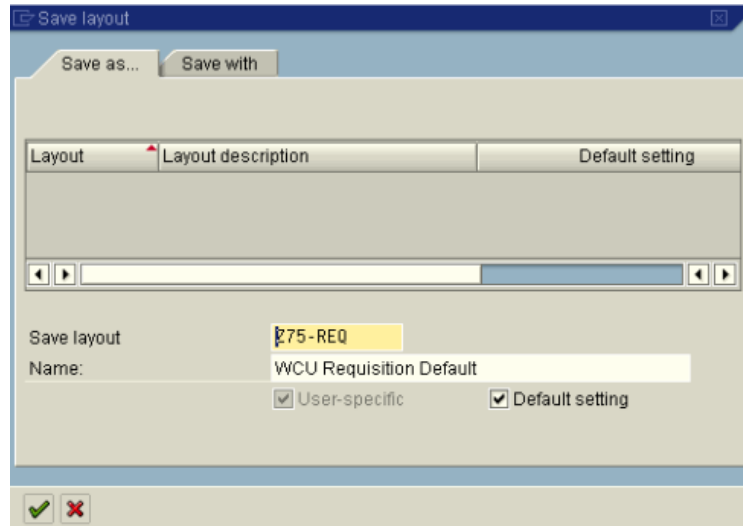 Save layout
Save as... Save with
Layout Layout description Default setting
Save layout Z75-REQ
Name: WCU Requisition Default
User-specific Default setting